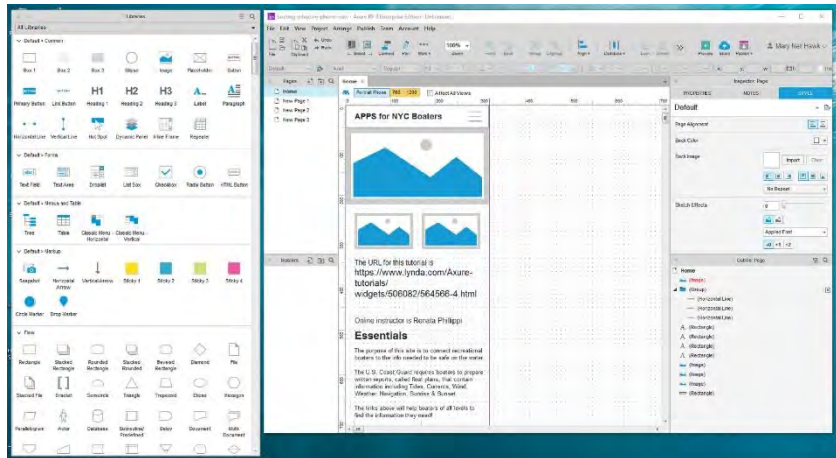 Libraries
All Libraries
Default > Common
Box 1 Box 2 Box 3 Ellipse Image Placeholder Button
Primary Button Link Button Heading 1 Heading 2 Heading 3 Label Paragraph
H1 H2 H3
Horizontal Line Vertical Line Hot Spot Dynamic Panel Inline Frame Repeater
Default > Forms
Text Field Text Area Droplist List Box Checkbox Radio Button HTML Button
Default > Menus and Table
Tree Table Classic Menu - Horizontal Classic Menu - Vertical
Default > Markup
Snapshot Horizontal Arrow Vertical Arrow Sticky 1 Sticky 2 Sticky 3 Sticky 4
Circle Marker Drop Marker
Flow
Rectangle Stacked Rectangle Rounded Rectangle Stacked Rounded Beveled Rectangle Diamond File
Stacked File Bracket Semicircle Triangle Trapezoid Ellipse Hexagon
Parallelogram Actor Database Document Multi Document
File Edit View Project Arrange Publish Team Account Help
100%
Mary Nell Hawk
Pages
Home
New Page 1
New Page 2
New Page 3
Masters
Home
Portrait Phone Affect All Views
APPS for NYC Boaters
The URL for this tutorial is
https://www.lynda.com/Axure-
tutorials/
widgets/506082/564566-4.html
Online instructor is Renata Phillippi
Essentials
The purpose of this site is to connect recreational
boaters to the info needed to be safe on the water.
The U.S. Coast Guard requires boaters to prepare
written reports, called float plans, that contain
information including Tides, Currents, Wind,
Weather, Navigation, Sunrise & Sunset.
The links above will help boaters of all levels to
find the information they need!
Inspector: Page
PROPERTIES NOTES STYLE
Default
Page Alignment
Back Color
Back Image
Import Clear
No Repeat
Sketch Effects 0
Applied Font
+0 +1 +2
Outline: Page
Home
(Image)
(Group)
(Horizontal Line)
(Horizontal Line)
(Horizontal Line)
(Rectangle)
(Rectangle)
(Rectangle)
(Rectangle)
(Image)
(Image)
(Image)
(Rectangle)